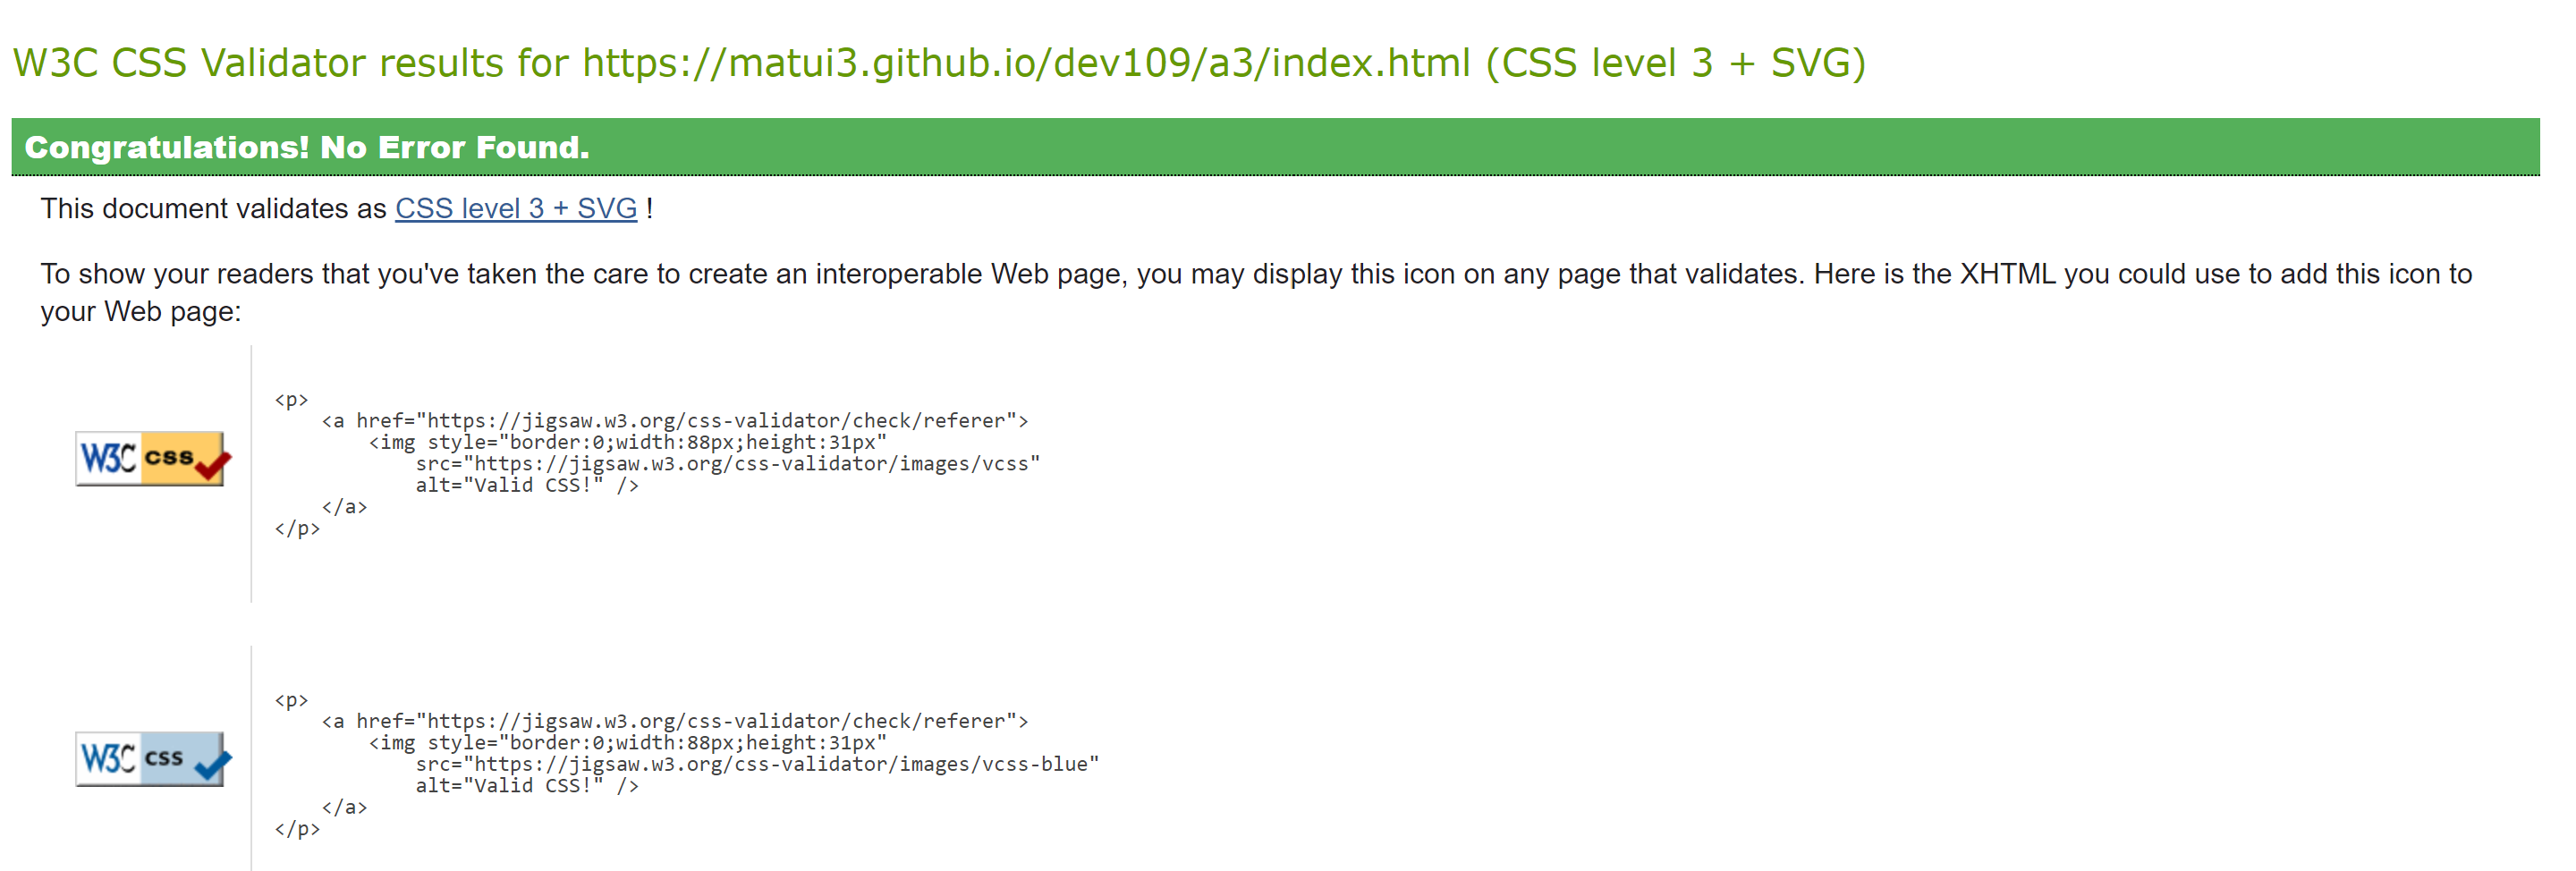 W3C CSS Validator results for https://matui3.github.io/dev109/a3/index.html (CSS level 3 + SVG)
Congratulations! No Error Found.
This document validates as CSS level 3 + SVG !
To show your readers that you've taken the care to create an interoperable Web page, you may display this icon on any page that validates. Here is the XHTML you could use to add this icon to
your Web page:
<p>
<a href="https://jigsaw.w3.org/css-validator/check/referer">
<img style="border:0;width:88px;height:31px"
W3C css
src="https://jigsaw.w3.org/css-validator/images/vcss"
alt="Valid CSS!" />
</a>
</p>
<p>
<a href="https://jigsaw.w3.org/css-validator/check/referer">
<img style="border:0;width:88px;height:31px"
W3C css
src="https://jigsaw.w3.org/css-validator/images/vcss-blue"
alt="Valid CSS!" />
</a>
</p>